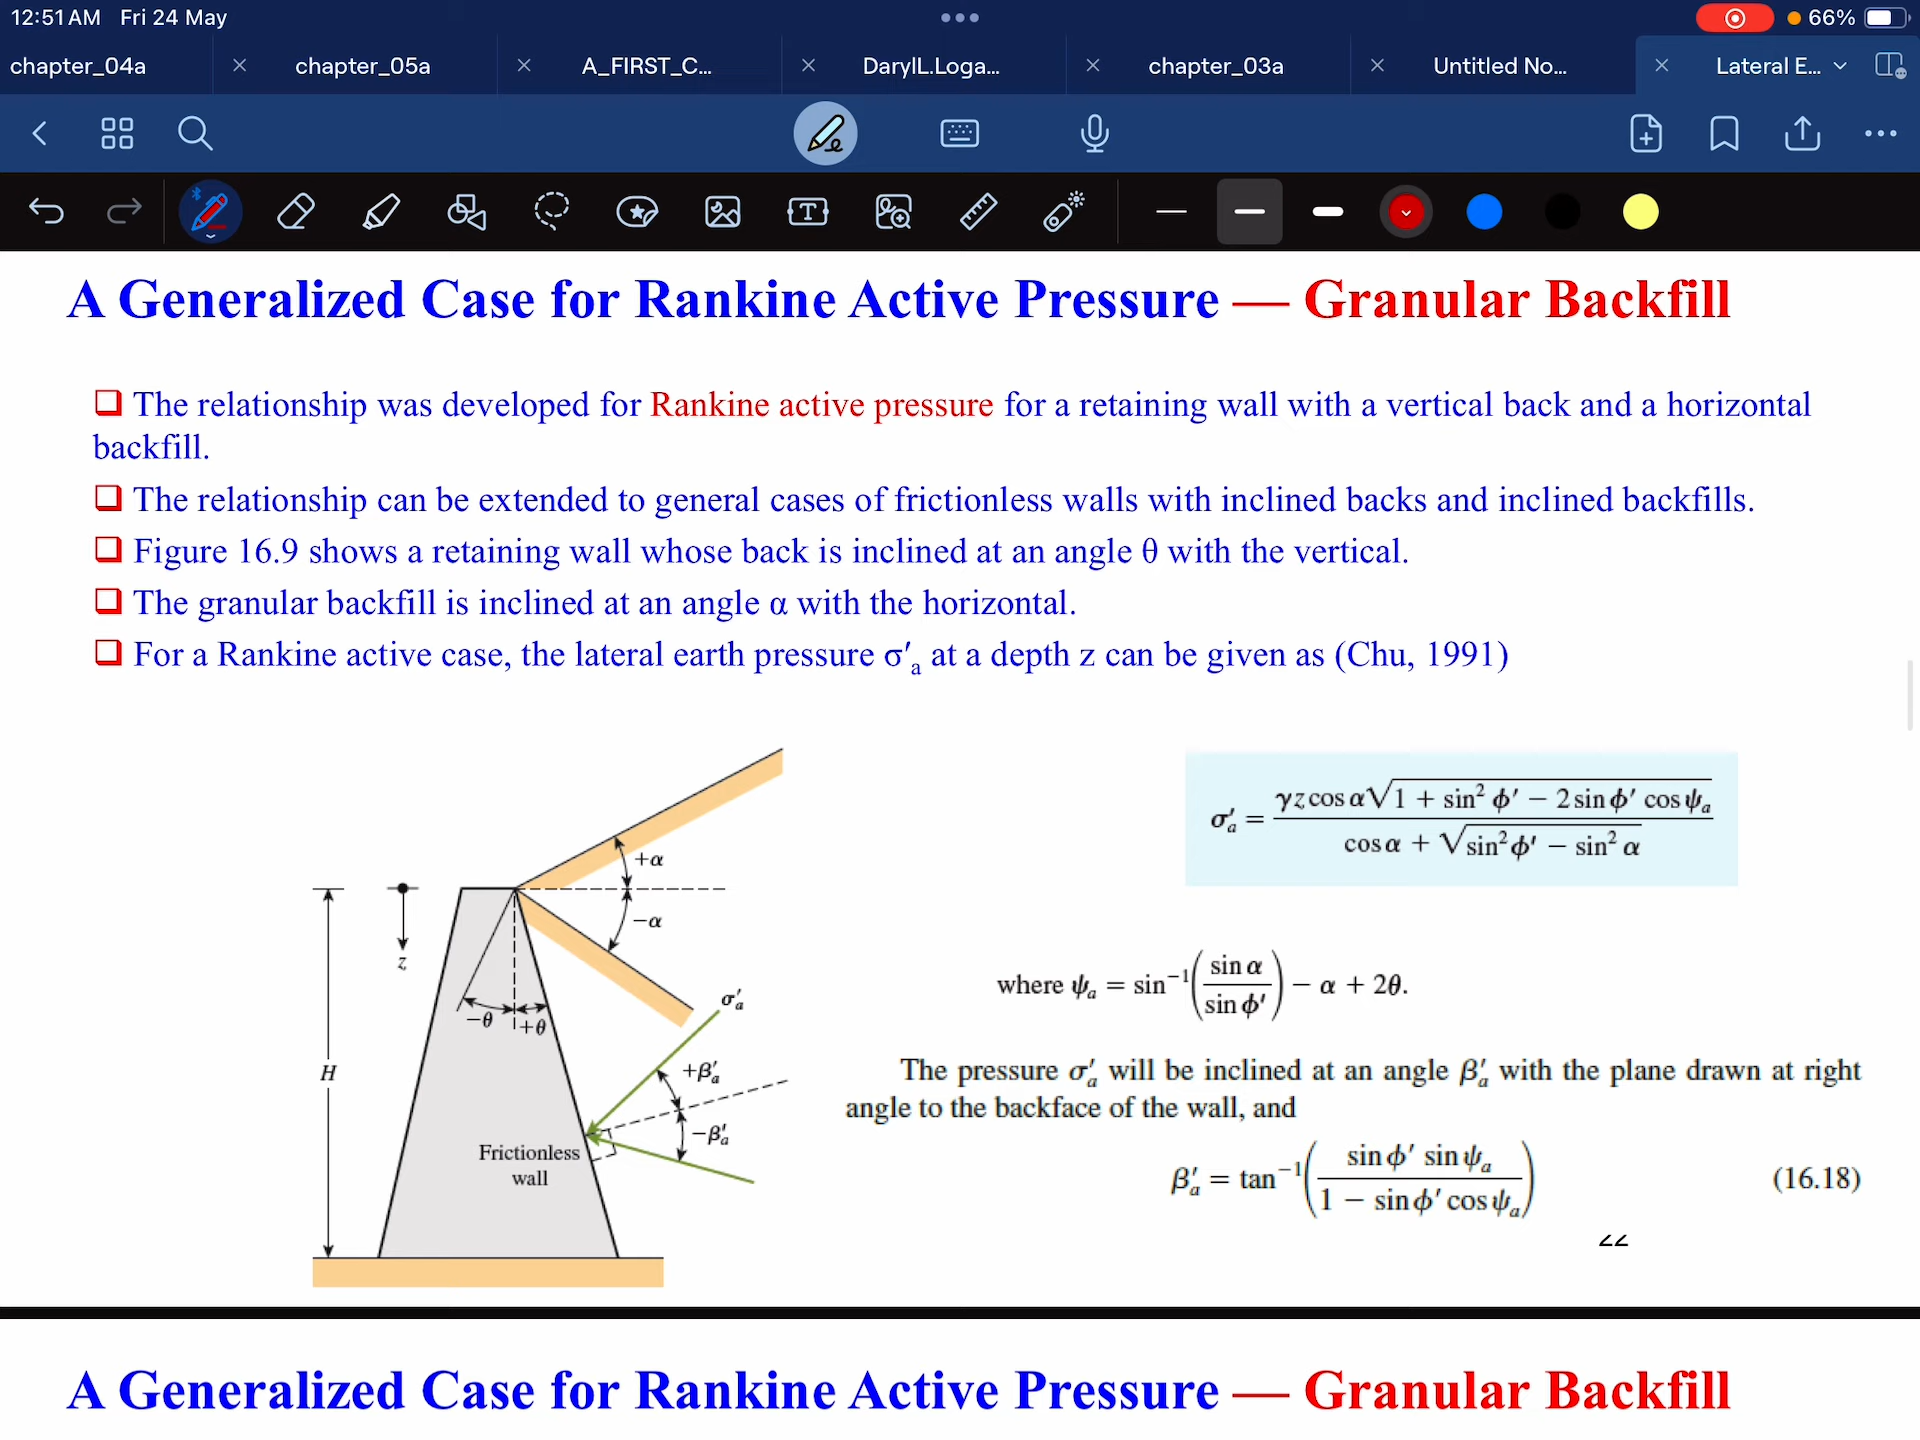 12:51 AM Fri 24 May
66%
chapter_04a
chapter_05a
A_FIRST_C...
DarylL.Loga...
chapter_03a
Untitled No...
Lateral E...
A Generalized Case for Rankine Active Pressure — Granular Backfill
❑ The relationship was developed for Rankine active pressure for a retaining wall with a vertical back and a horizontal
backfill.
❑ The relationship can be extended to general cases of frictionless walls with inclined backs and inclined backfills.
❑ Figure 16.9 shows a retaining wall whose back is inclined at an angle θ with the vertical.
❑ The granular backfill is inclined at an angle α with the horizontal.
❑ For a Rankine active case, the lateral earth pressure σ′a at a depth z can be given as (Chu, 1991)
+α
−α
z
−θ
+θ
H
σ′a
+β′a
−β′a
Frictionless
wall
σ′a = γz cos α√(1 + sin² ϕ′ − 2 sin ϕ′ cos ψa) / (cos α + √(sin² ϕ′ − sin² α))
where ψa = sin⁻¹(sin α / sin ϕ′) − α + 2θ.
The pressure σ′a will be inclined at an angle β′a with the plane drawn at right
angle to the backface of the wall, and
β′a = tan⁻¹(sin ϕ′ sin ψa / (1 − sin ϕ′ cos ψa)) (16.18)
A Generalized Case for Rankine Active Pressure — Granular Backfill